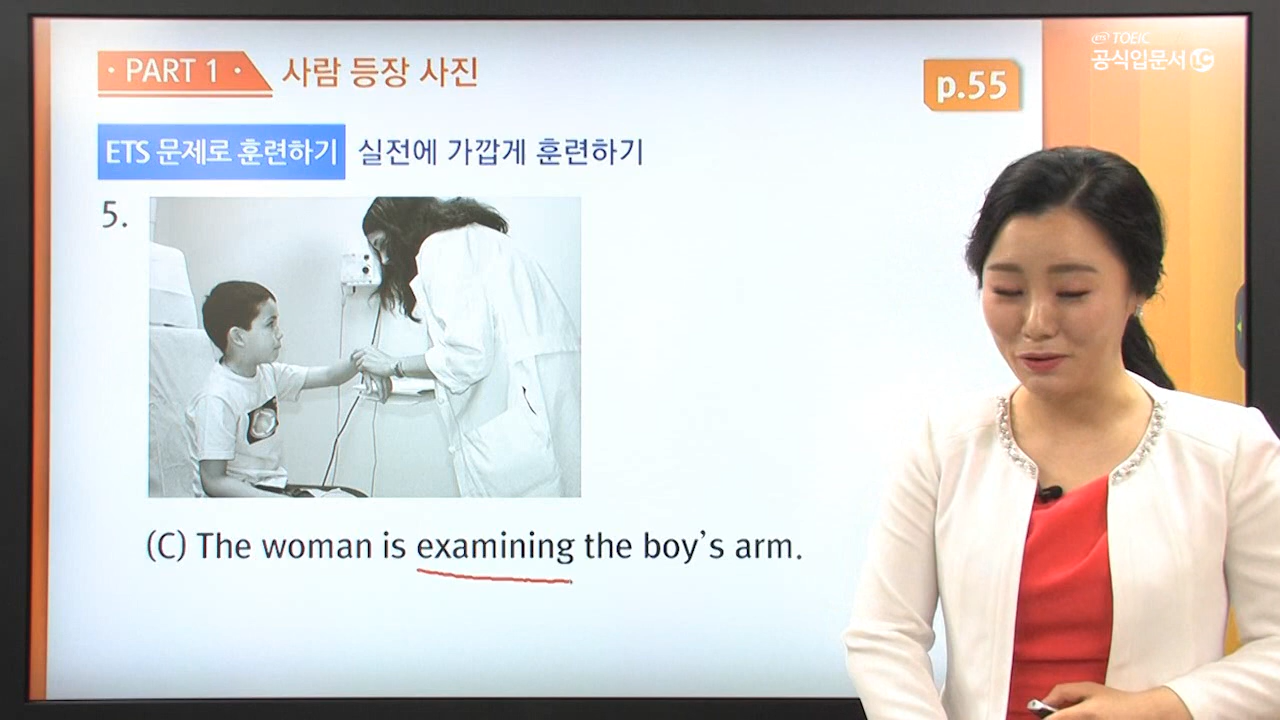 · PART 1 · 사람 등장 사진
p.55
ets TOEIC
공식입문서 LC
ETS 문제로 훈련하기 실전에 가깝게 훈련하기
5.
(C) The woman is examining the boy's arm.